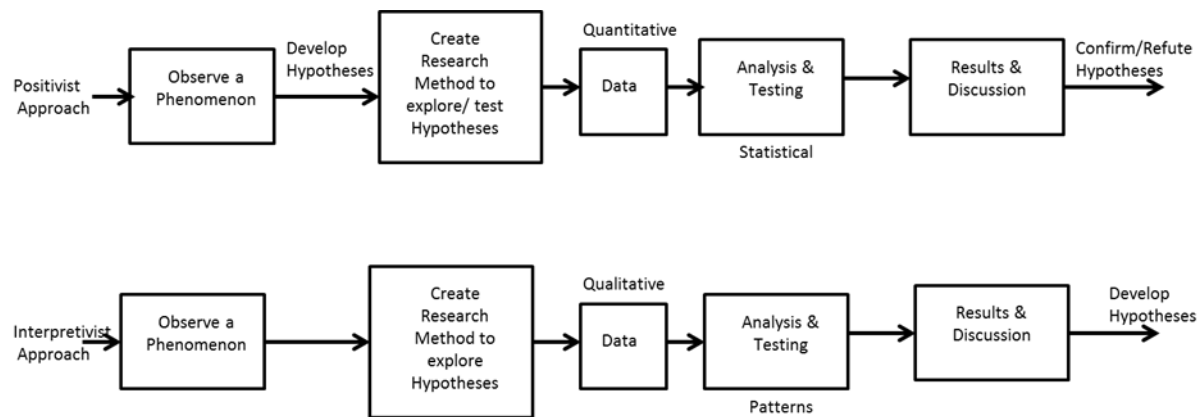 Positivist
Approach
Observe a
Phenomenon
Develop
Hypotheses
Create
Research
Method to
explore/ test
Hypotheses
Quantitative
Data
Analysis &
Testing
Statistical
Results &
Discussion
Confirm/Refute
Hypotheses
Interpretivist
Approach
Observe a
Phenomenon
Create
Research
Method to
explore
Hypotheses
Qualitative
Data
Analysis &
Testing
Patterns
Results &
Discussion
Develop
Hypotheses